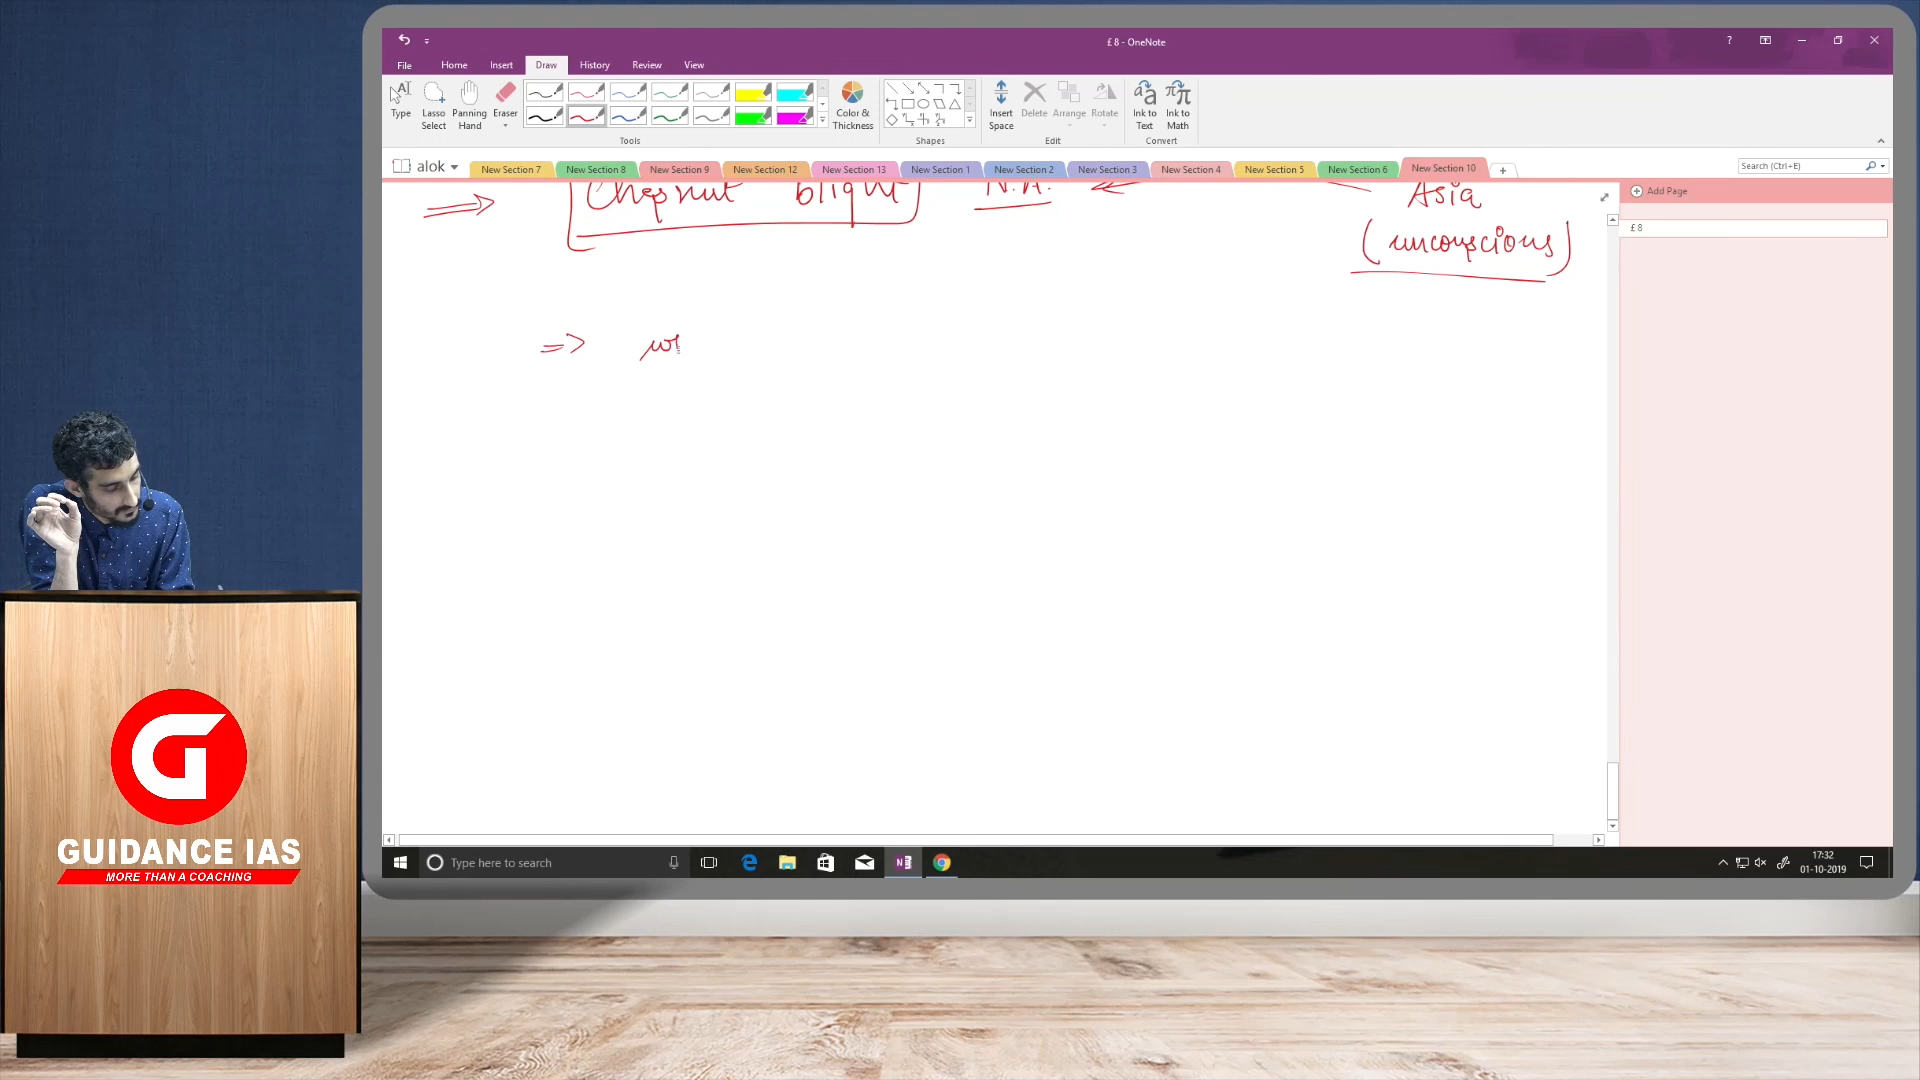 £ 8 - OneNote
?
File Home Insert Draw History Review View
Type
Lasso Select
Panning Hand
Eraser
Color & Thickness
Insert Space
Delete
Arrange
Rotate
Ink to Text
Ink to Math
Tools
Shapes
Edit
Convert
alok
New Section 7 New Section 8 New Section 9 New Section 12 New Section 13 New Section 1 New Section 2 New Section 3 New Section 4 New Section 5 New Section 6 New Section 10
Search (Ctrl+E)
Add Page
£ 8
=> Chesnut blight N.A. Asia
(unconscious)
=>
G
GUIDANCE IAS
MORE THAN A COACHING
Type here to search
17:32
01-10-2019